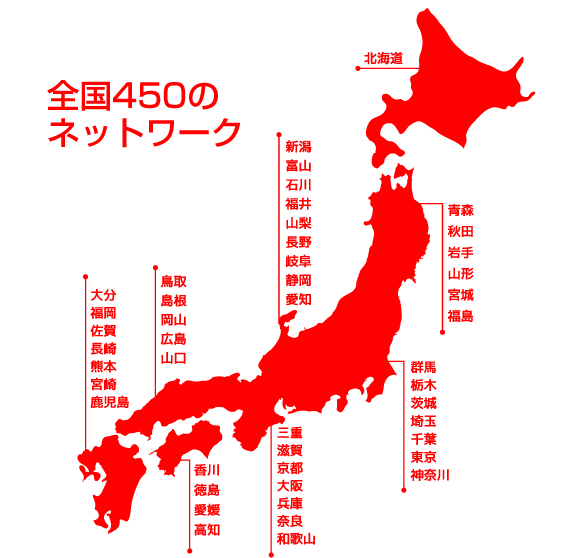 全国450の
ネットワーク
北海道
青森
秋田
岩手
山形
宮城
福島
新潟
富山
石川
福井
山梨
長野
岐阜
静岡
愛知
群馬
栃木
茨城
埼玉
千葉
東京
神奈川
三重
滋賀
京都
大阪
兵庫
奈良
和歌山
鳥取
島根
岡山
広島
山口
香川
徳島
愛媛
高知
大分
福岡
佐賀
長崎
熊本
宮崎
鹿児島